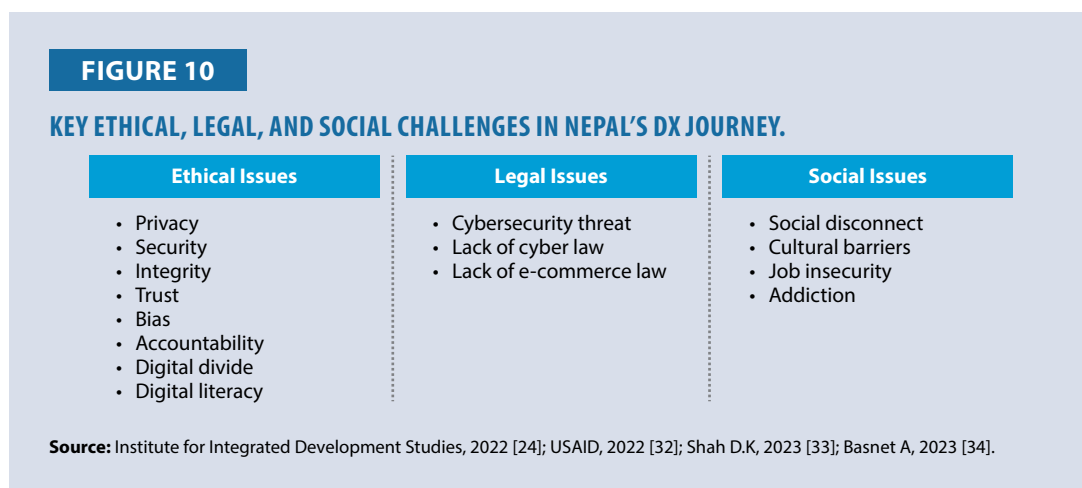 FIGURE 10
KEY ETHICAL, LEGAL, AND SOCIAL CHALLENGES IN NEPAL'S DX JOURNEY.
Ethical Issues
• Privacy
• Security
• Integrity
• Trust
• Bias
• Accountability
• Digital divide
• Digital literacy
Legal Issues
• Cybersecurity threat
• Lack of cyber law
• Lack of e-commerce law
Social Issues
• Social disconnect
• Cultural barriers
• Job insecurity
• Addiction
Source: Institute for Integrated Development Studies, 2022 [24]; USAID, 2022 [32]; Shah D.K, 2023 [33]; Basnet A, 2023 [34].